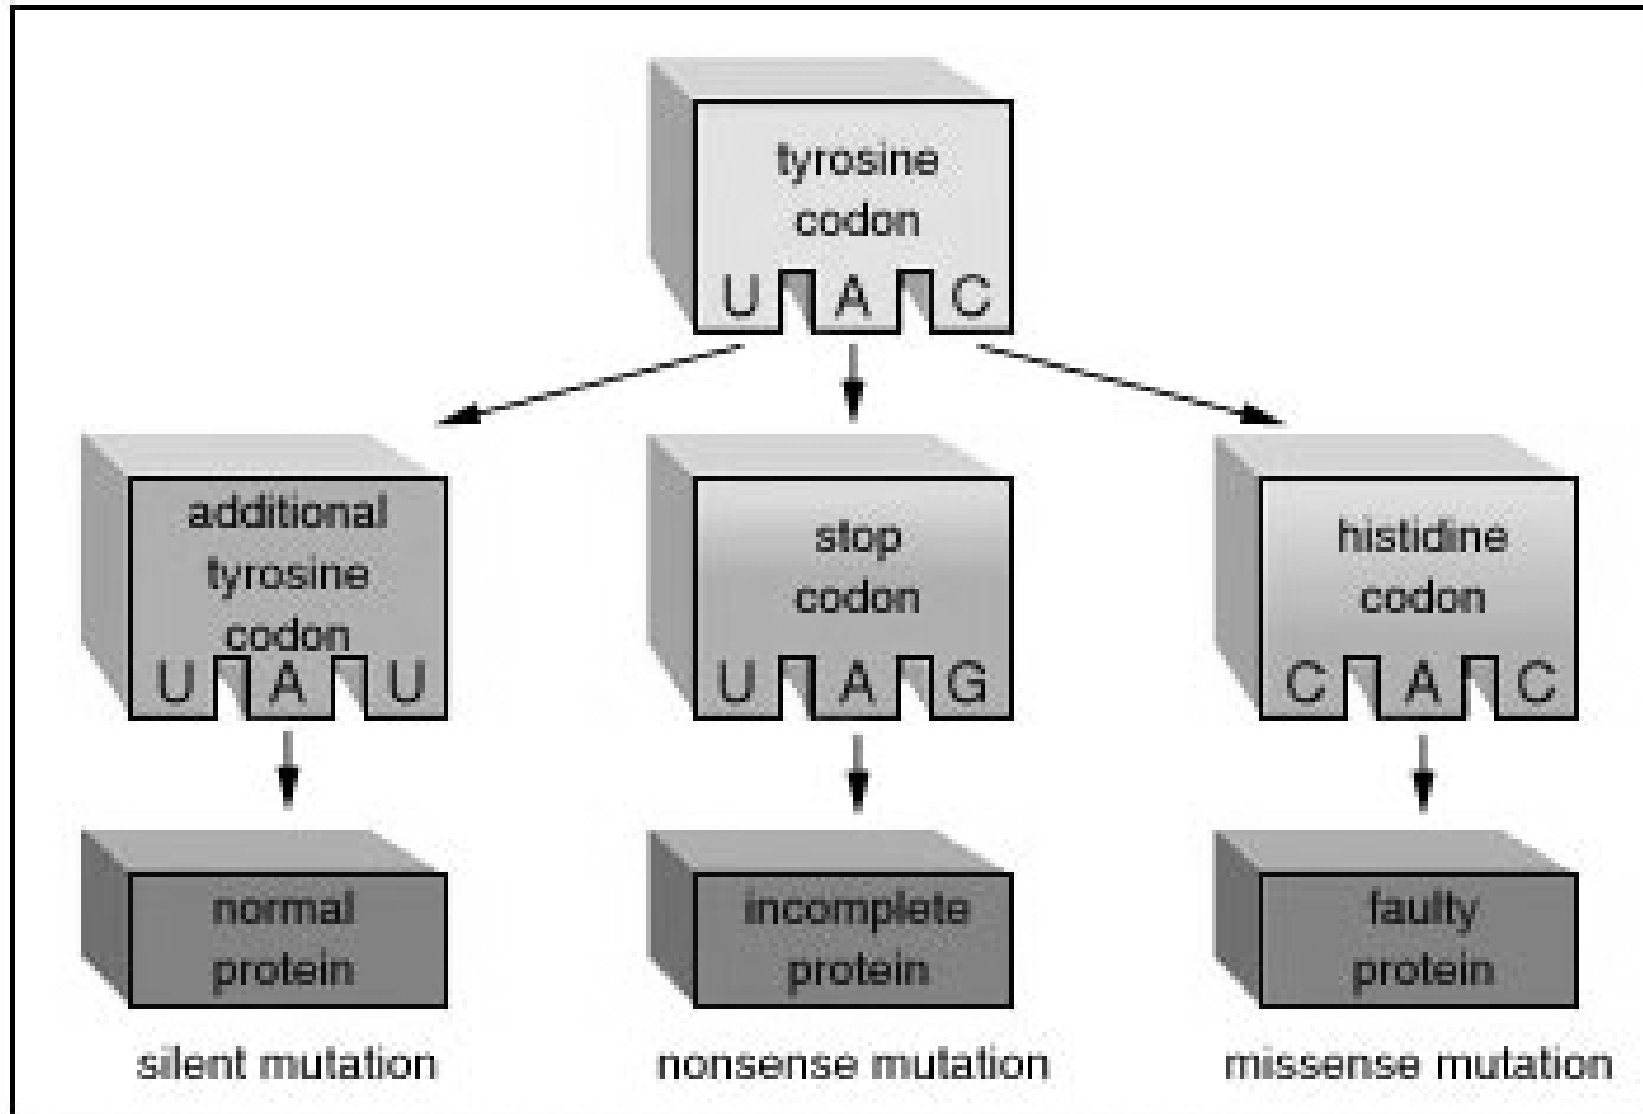 tyrosine
codon
U A C
additional
tyrosine
codon
U A U
stop
codon
U A G
histidine
codon
C A C
normal
protein
incomplete
protein
faulty
protein
silent mutation
nonsense mutation
missense mutation